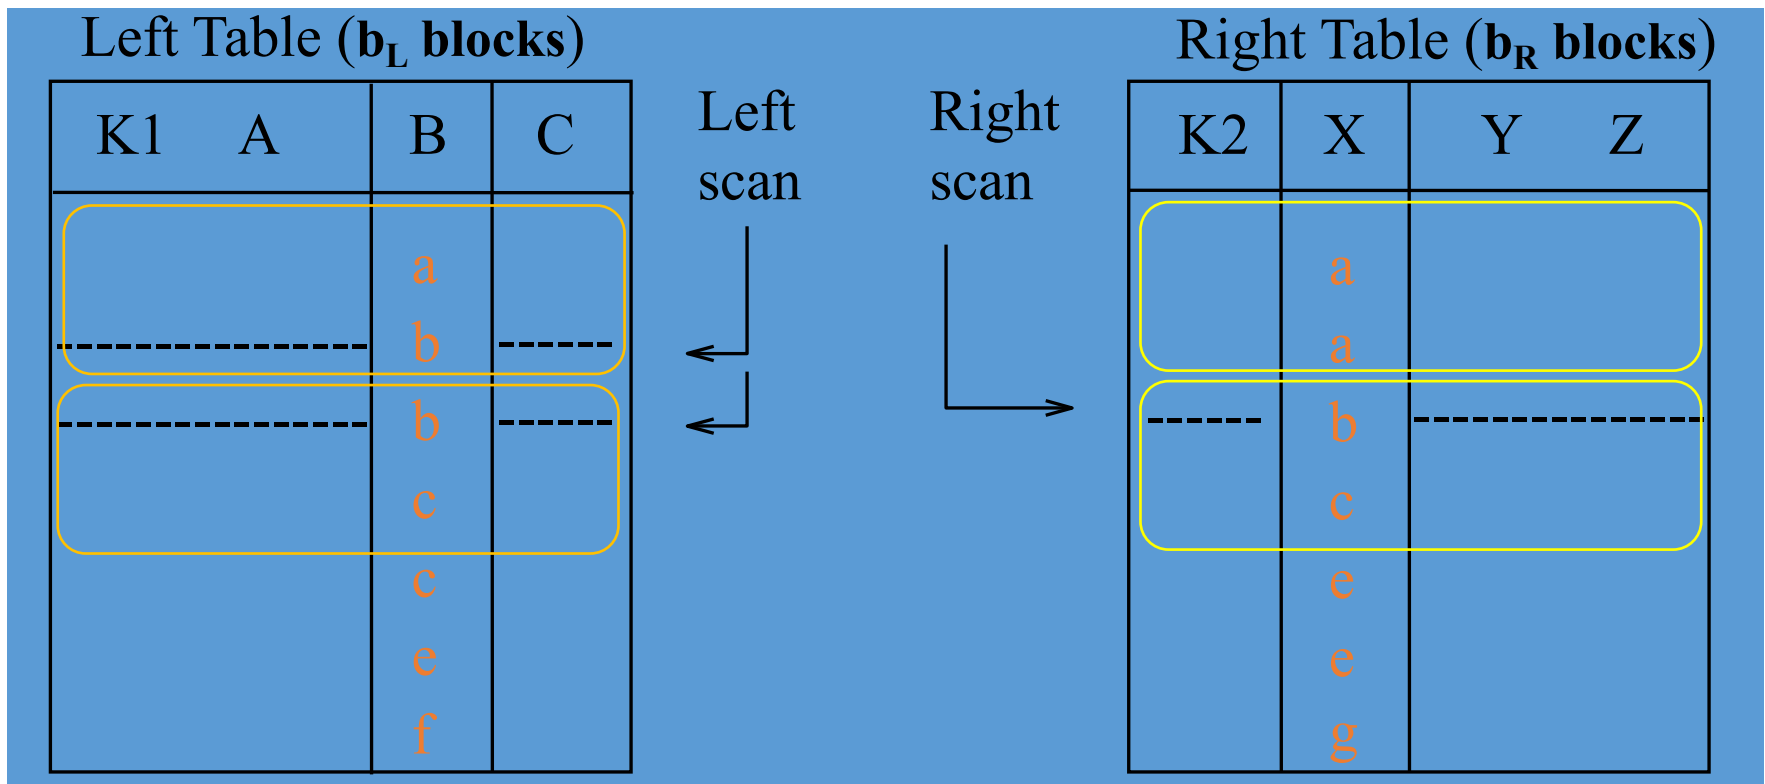 Left Table (bL blocks)
Right Table (bR blocks)
K1 A B C
Left scan
Right scan
K2 X Y Z
a
b
b
c
c
e
f
a
a
b
c
e
e
g